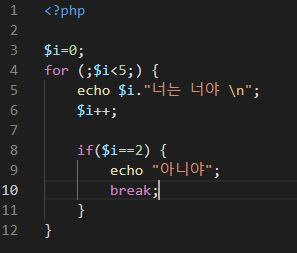 1 <?php
2
3 $i=0;
4 for (;$i<5;) {
5     echo $i."너는 너야 \n";
6     $i++;
7
8     if($i==2) {
9         echo "아니야";
10         break;
11     }
12 }